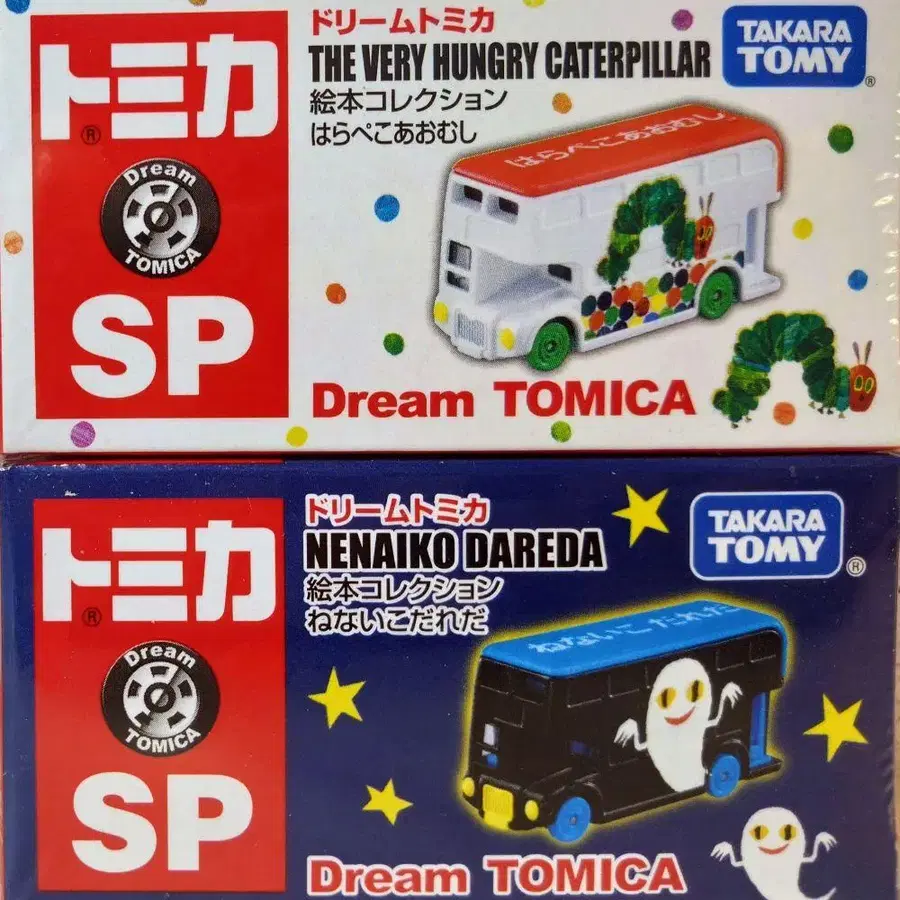 トミカ
®
Dream
TOMICA
SP
ドリームトミカ
THE VERY HUNGRY CATERPILLAR
絵本コレクション
はらぺこあおむし
TAKARA
TOMY
®
はらぺこあおむし
Dream TOMICA
トミカ
®
Dream
TOMICA
SP
ドリームトミカ
NENAIKO DAREDA
絵本コレクション
ねないこだれだ
TAKARA
TOMY
®
ねないこだれだ
Dream TOMICA